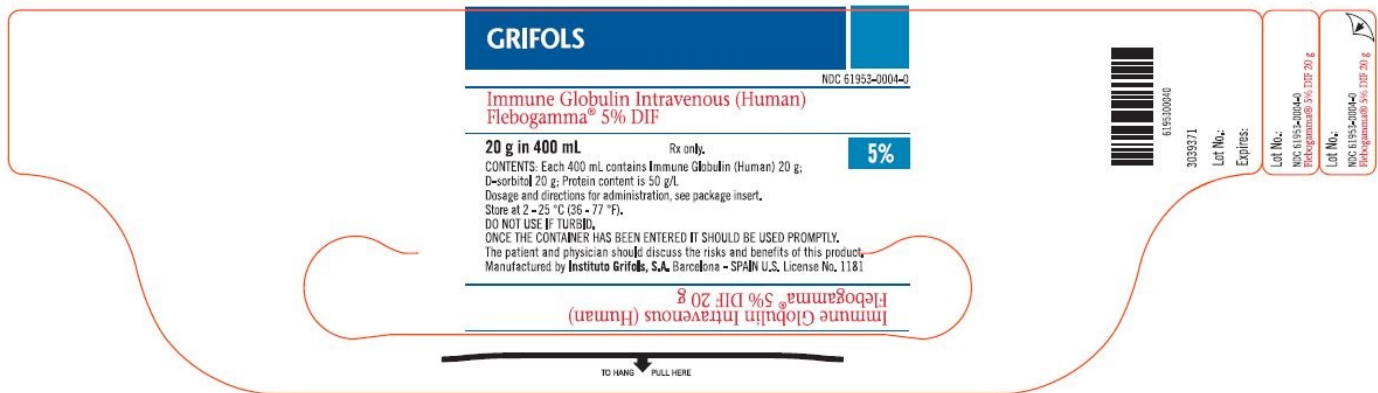 GRIFOLS
NDC 61953-0004-0
Immune Globulin Intravenous (Human)
Flebogamma® 5% DIF
20 g in 400 mL Rx only.
5%
CONTENTS: Each 400 mL contains Immune Globulin (Human) 20 g;
D-sorbitol 20 g; Protein content is 50 g/L
Dosage and directions for administration, see package insert.
Store at 2 - 25 °C (36 - 77 °F).
DO NOT USE IF TURBID.
ONCE THE CONTAINER HAS BEEN ENTERED IT SHOULD BE USED PROMPTLY.
The patient and physician should discuss the risks and benefits of this product.
Manufactured by Instituto Grifols, S.A. Barcelona - SPAIN U.S. License No. 1181
Immune Globulin Intravenous (Human)
Flebogamma® 5% DIF 20 g
TO HANG PULL HERE
6195300040
3039371
Lot No.:
Expires:
Lot No.:
NDC 61953-0004-0
Flebogamma® 5% DIF 20 g
Lot No.:
NDC 61953-0004-0
Flebogamma® 5% DIF 20 g